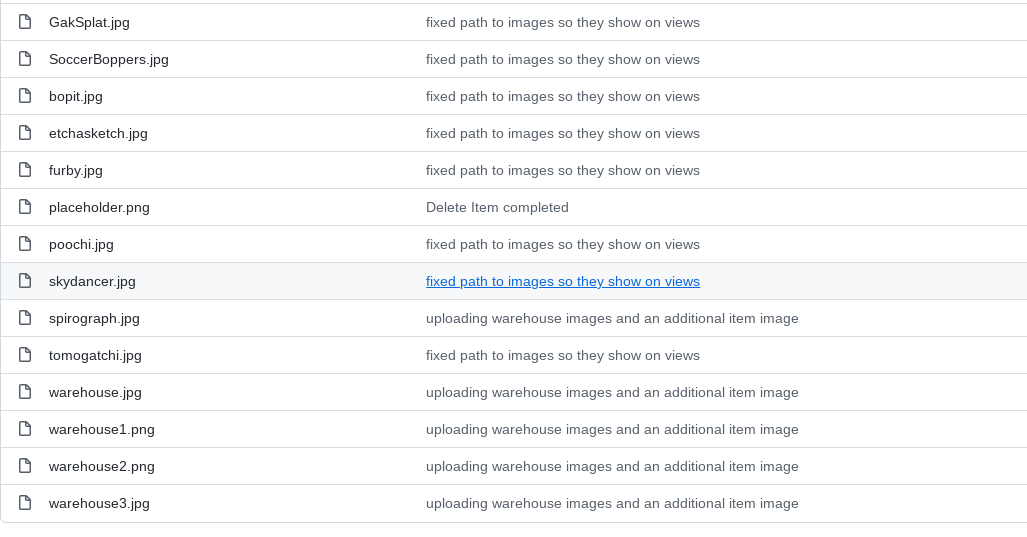 GakSplat.jpg fixed path to images so they show on views
SoccerBoppers.jpg fixed path to images so they show on views
bopit.jpg fixed path to images so they show on views
etchasketch.jpg fixed path to images so they show on views
furby.jpg fixed path to images so they show on views
placeholder.png Delete Item completed
poochi.jpg fixed path to images so they show on views
skydancer.jpg fixed path to images so they show on views
spirograph.jpg uploading warehouse images and an additional item image
tomogatchi.jpg fixed path to images so they show on views
warehouse.jpg uploading warehouse images and an additional item image
warehouse1.png uploading warehouse images and an additional item image
warehouse2.png uploading warehouse images and an additional item image
warehouse3.jpg uploading warehouse images and an additional item image